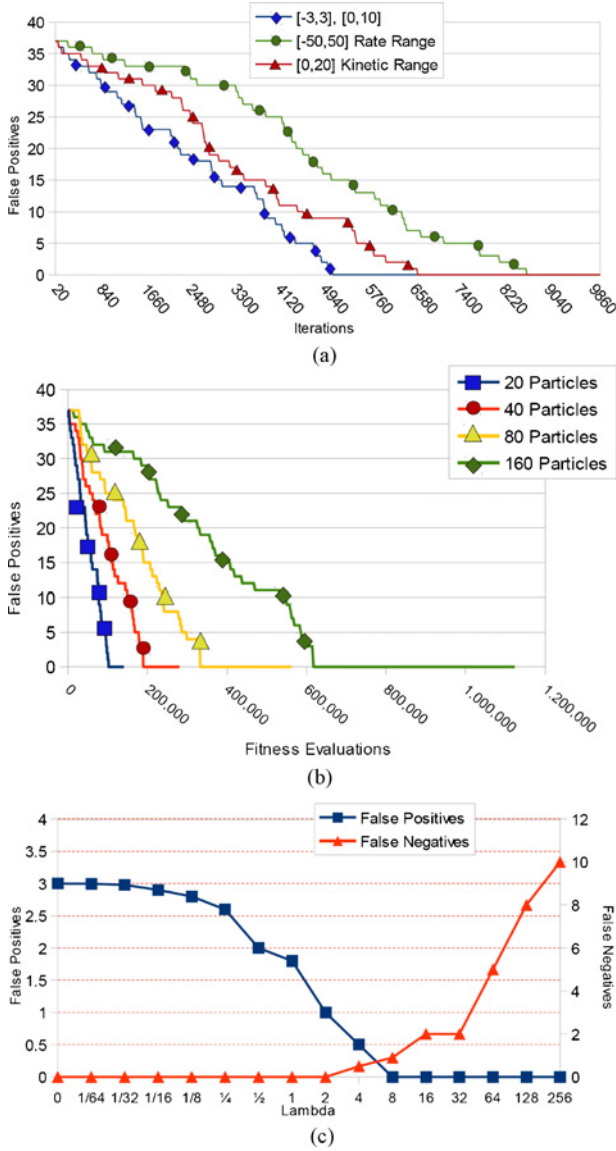 [-3,3], [0,10]
[-50,50] Rate Range
[0,20] Kinetic Range
False Positives
40
35
30
25
20
15
10
5
0
20
840
1660
2480
3300
4120
4940
5760
6580
7400
8220
9040
9860
Iterations
(a)
20 Particles
40 Particles
80 Particles
160 Particles
False Positives
40
35
30
25
20
15
10
5
0
0
200,000
400,000
600,000
800,000
1,000,000
1,200,000
Fitness Evaluations
(b)
False Positives
False Negatives
False Positives
4
3.5
3
2.5
2
1.5
1
0.5
0
12
10
8
6
4
2
0
False Negatives
0 1/64 1/32 1/16 1/8 ¼ ½ 1 2 4 8 16 32 64 128 256
Lambda
(c)